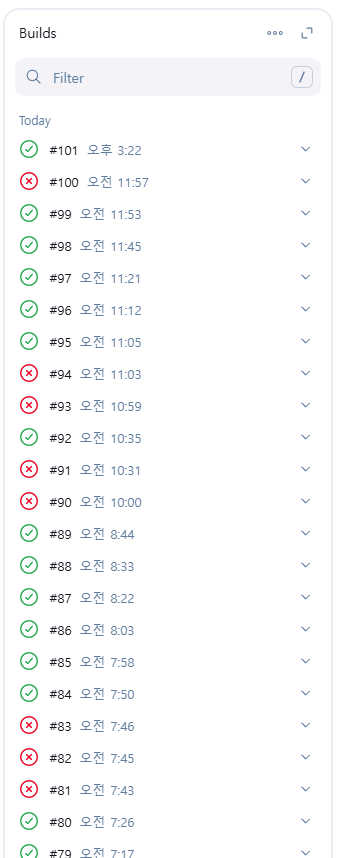 Builds
Filter
/
Today
#101 오후 3:22
#100 오전 11:57
#99 오전 11:53
#98 오전 11:45
#97 오전 11:21
#96 오전 11:12
#95 오전 11:05
#94 오전 11:03
#93 오전 10:59
#92 오전 10:35
#91 오전 10:31
#90 오전 10:00
#89 오전 8:44
#88 오전 8:33
#87 오전 8:22
#86 오전 8:03
#85 오전 7:58
#84 오전 7:50
#83 오전 7:46
#82 오전 7:45
#81 오전 7:43
#80 오전 7:26
#79 오전 7:17